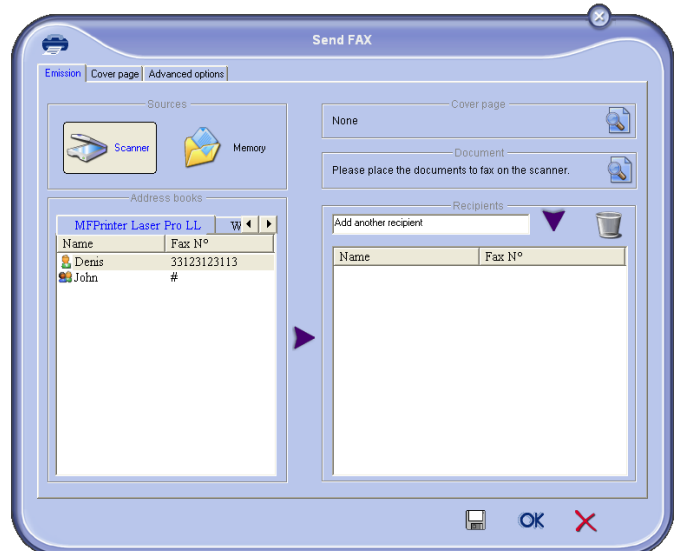 Send FAX
Emission Cover page Advanced options
Sources
Scanner Memory
Cover page
None
Document
Please place the documents to fax on the scanner.
Address books
MFPrinter Laser Pro LL W
Name Fax Nº
Denis 33123123113
John #
Recipients
Add another recipient
Name Fax Nº
OK